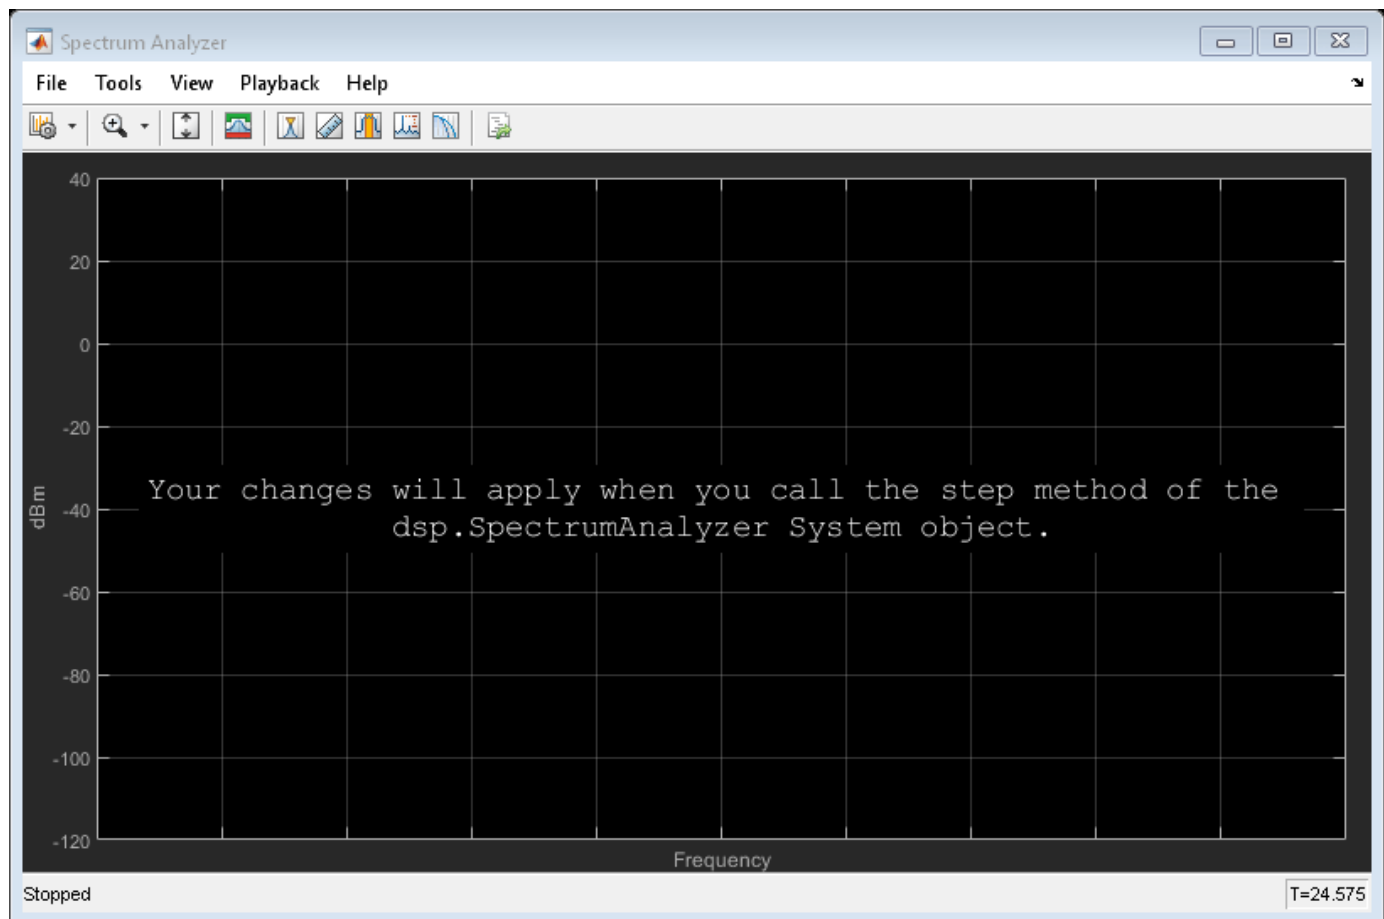 Spectrum Analyzer
File Tools View Playback Help
40
20
0
-20
-40
-60
-80
-100
-120
dBm
Your changes will apply when you call the step method of the
dsp.SpectrumAnalyzer System object.
Frequency
Stopped
T=24.575